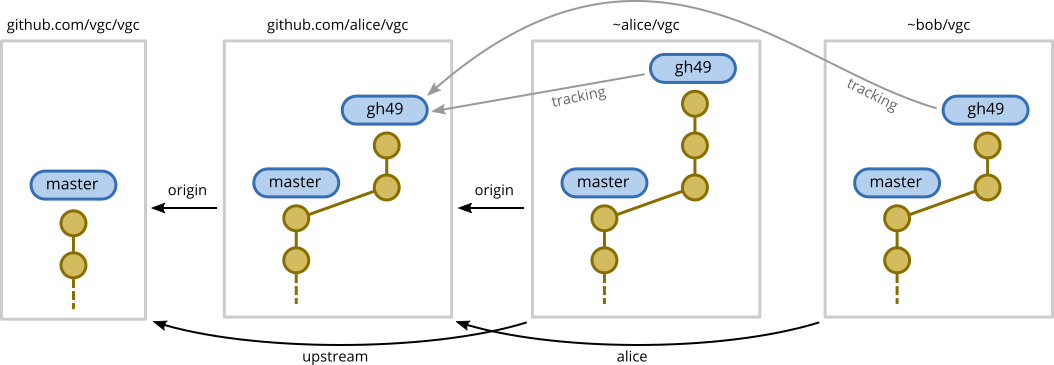 github.com/vgc/vgc
github.com/alice/vgc
~alice/vgc
~bob/vgc
gh49
tracking
tracking
gh49
gh49
master
master
master
master
origin
origin
upstream
alice